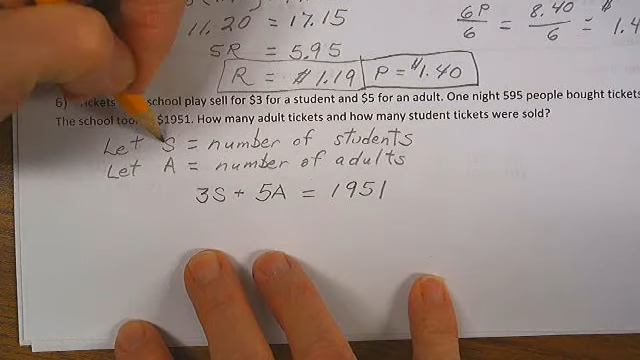 6P/6 = 8.40/6 = $1.4
11.20 = 17.15
5R = 5.95
R = $1.19 P = $1.40
6) Tickets school play sell for $3 for a student and $5 for an adult. One night 595 people bought tickets
The school $1951. How many adult tickets and how many student tickets were sold?
Let S = number of students
Let A = number of adults
3S + 5A = 1951